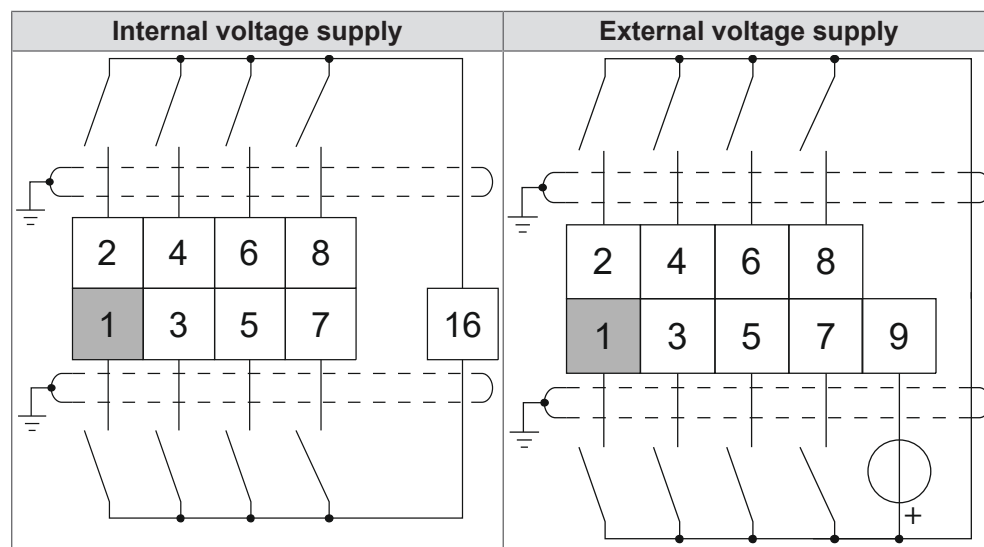 Internal voltage supply
External voltage supply
2 4 6 8
1 3 5 7 16
2 4 6 8
1 3 5 7 9
+